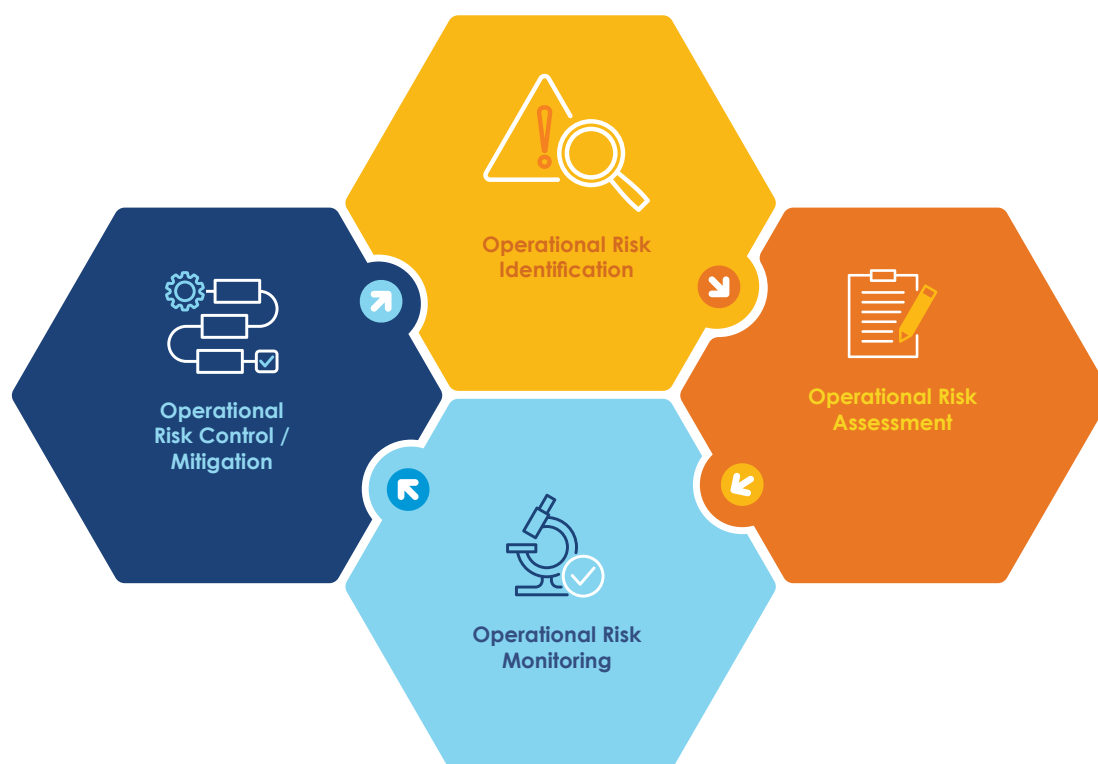 Operational Risk
Identification
Operational Risk
Assessment
Operational Risk
Monitoring
Operational
Risk Control /
Mitigation